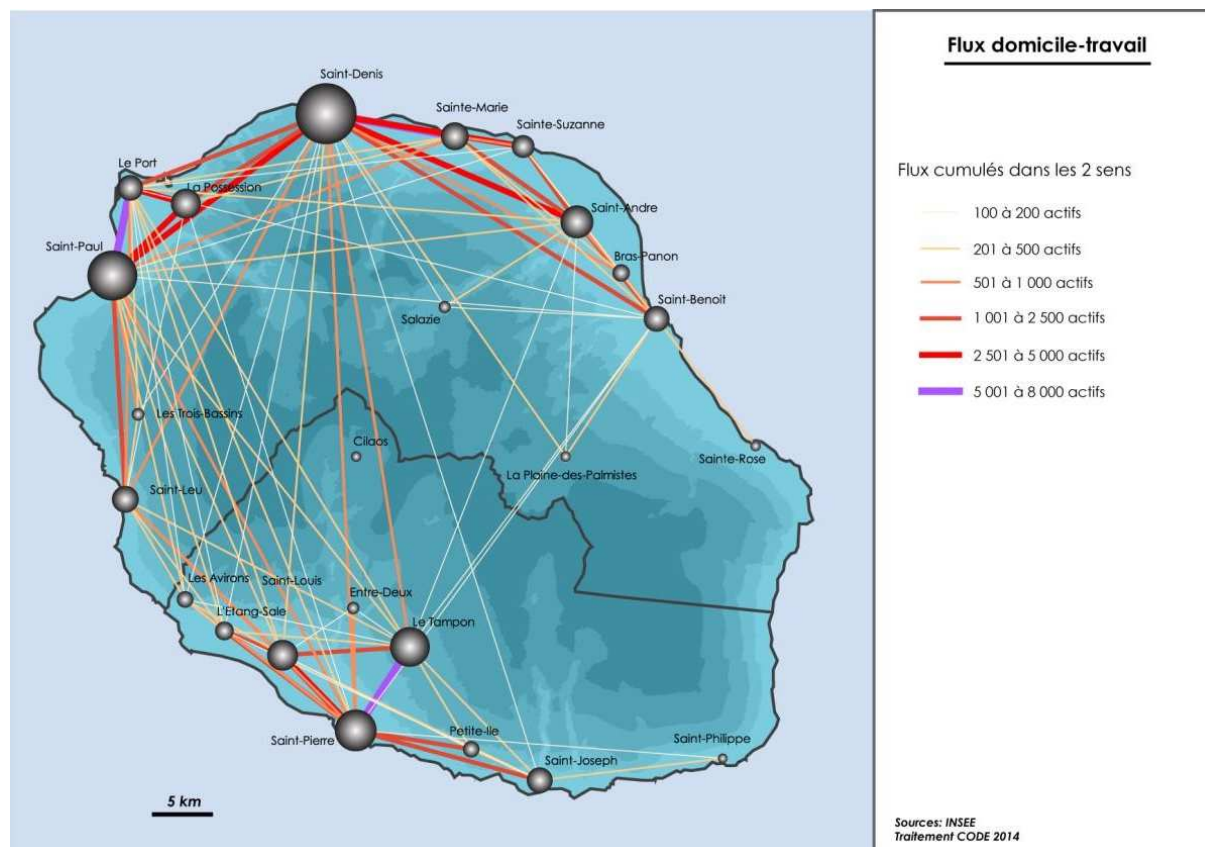 Flux domicile-travail
Saint-Denis
Sainte-Marie
Sainte-Suzanne
Le Port
La Possession
Saint-Andre
Saint-Paul
Bras-Panon
Saint-Benoit
Salazie
Les Trois-Bassins
Cilaos
Sainte-Rose
La Plaine-des-Palmistes
Saint-Leu
Les Avirons
Saint-Louis
Entre-Deux
L'Etang-Sale
Le Tampon
Saint-Pierre
Petite-Ile
Saint-Philippe
Saint-Joseph
5 km
Flux cumulés dans les 2 sens
100 à 200 actifs
201 à 500 actifs
501 à 1 000 actifs
1 001 à 2 500 actifs
2 501 à 5 000 actifs
5 001 à 8 000 actifs
Sources: INSEE
Traitement CODE 2014